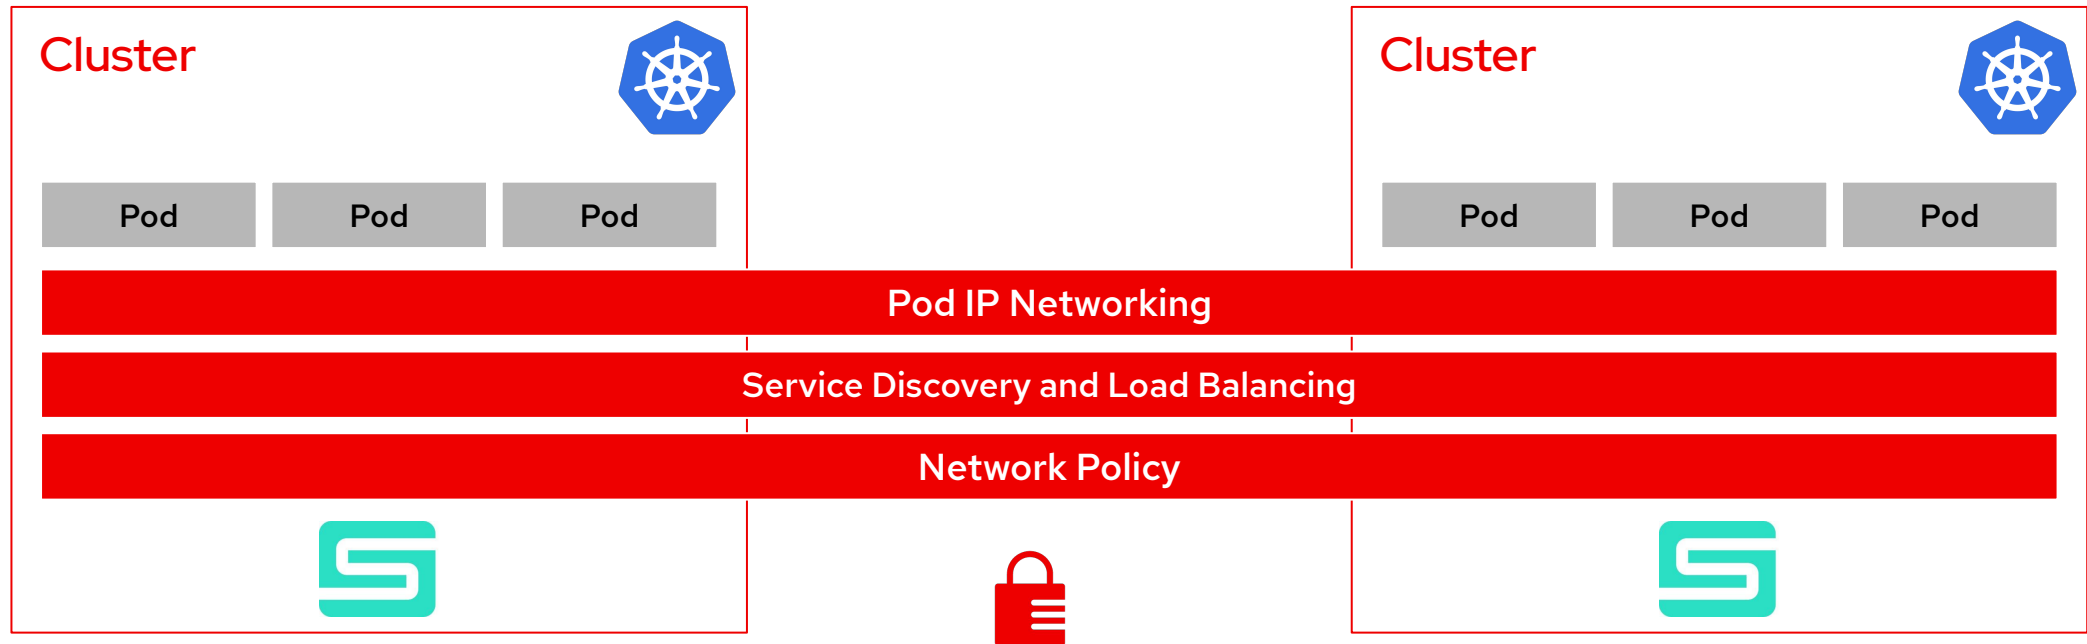 Cluster
Cluster
Pod
Pod
Pod
Pod
Pod
Pod
Pod IP Networking
Service Discovery and Load Balancing
Network Policy